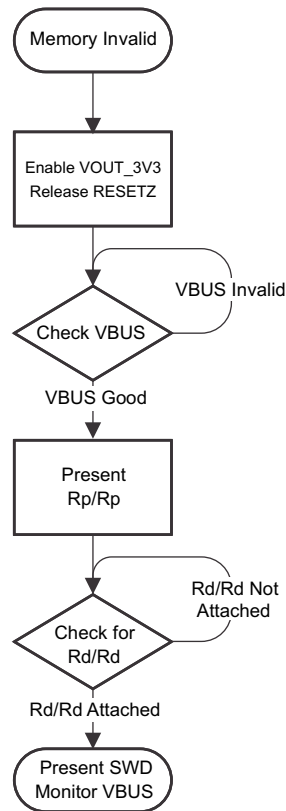 Memory Invalid
Enable VOUT_3V3
Release RESETZ
VBUS Invalid
Check VBUS
VBUS Good
Present
Rp/Rp
Rd/Rd Not
Attached
Check for
Rd/Rd
Rd/Rd Attached
Present SWD
Monitor VBUS